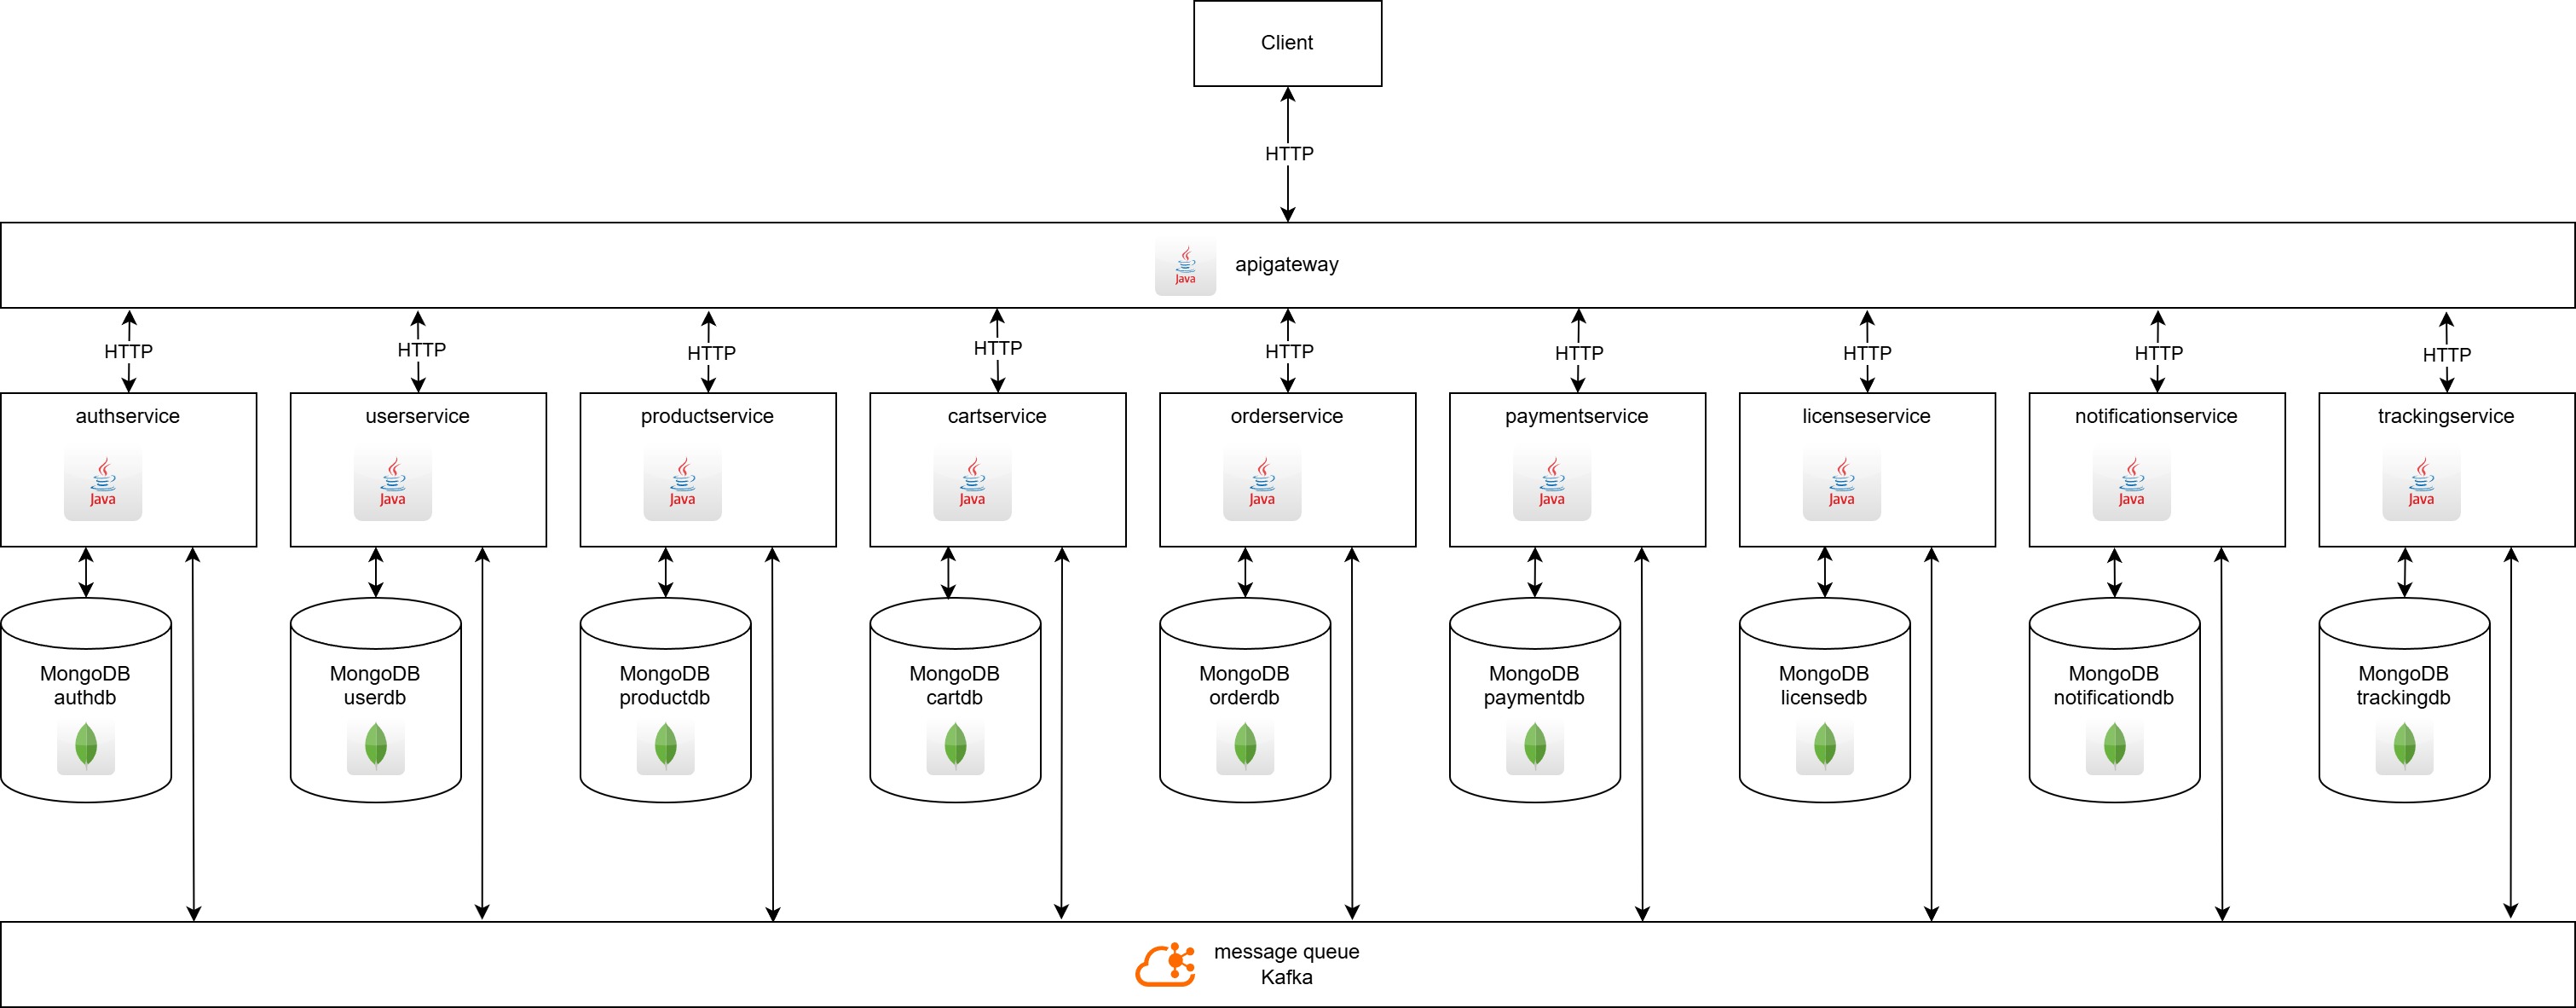 Client
HTTP
Java
apigateway
HTTP
HTTP
HTTP
HTTP
HTTP
HTTP
HTTP
HTTP
HTTP
authservice
userservice
productservice
cartservice
orderservice
paymentservice
licenseservice
notificationservice
trackingservice
Java
Java
Java
Java
Java
Java
Java
Java
Java
MongoDB
authdb
MongoDB
userdb
MongoDB
productdb
MongoDB
cartdb
MongoDB
orderdb
MongoDB
paymentdb
MongoDB
licensedb
MongoDB
notificationdb
MongoDB
trackingdb
message queue
Kafka